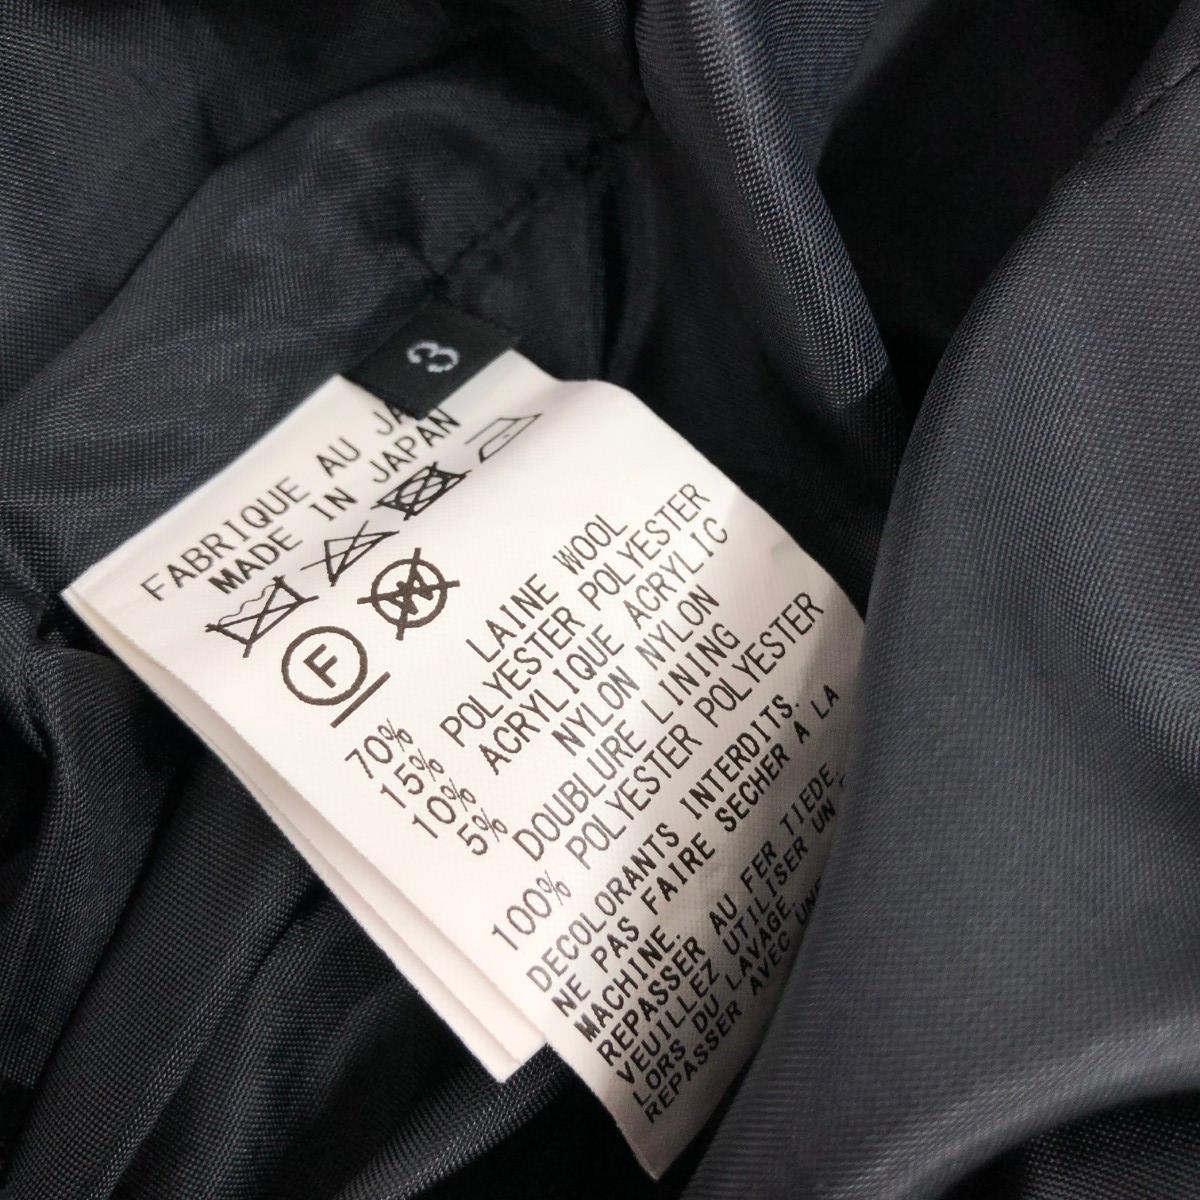 3
FABRIQUE AU JA
MADE IN JAPAN
F
W
70% LAINE WOOL
15% POLYESTER POLYESTER
10% ACRYLIQUE ACRYLIC
5% NYLON NYLON
DOUBLURE LINING
100% POLYESTER POLYESTER
DECOLORANTS INTERDITS.
NE PAS FAIRE SECHER A LA
MACHINE.
REPASSER AU FER TIEDE.
VEUILLEZ UTILISER UN
LORS DU LAVAGE.
REPASSER AVEC